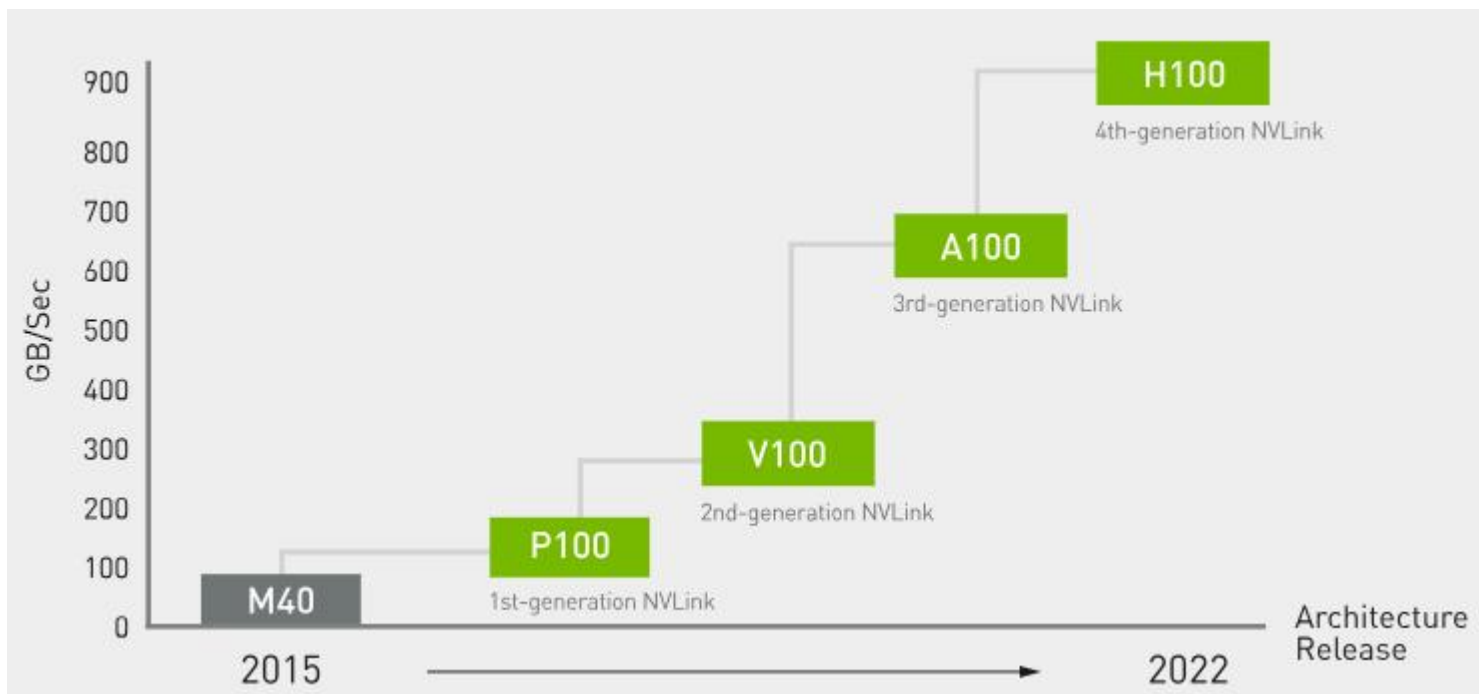 GB/Sec
900
800
700
600
500
400
300
200
100
0
H100
4th-generation NVLink
A100
3rd-generation NVLink
V100
2nd-generation NVLink
P100
1st-generation NVLink
M40
2015
2022
Architecture
Release